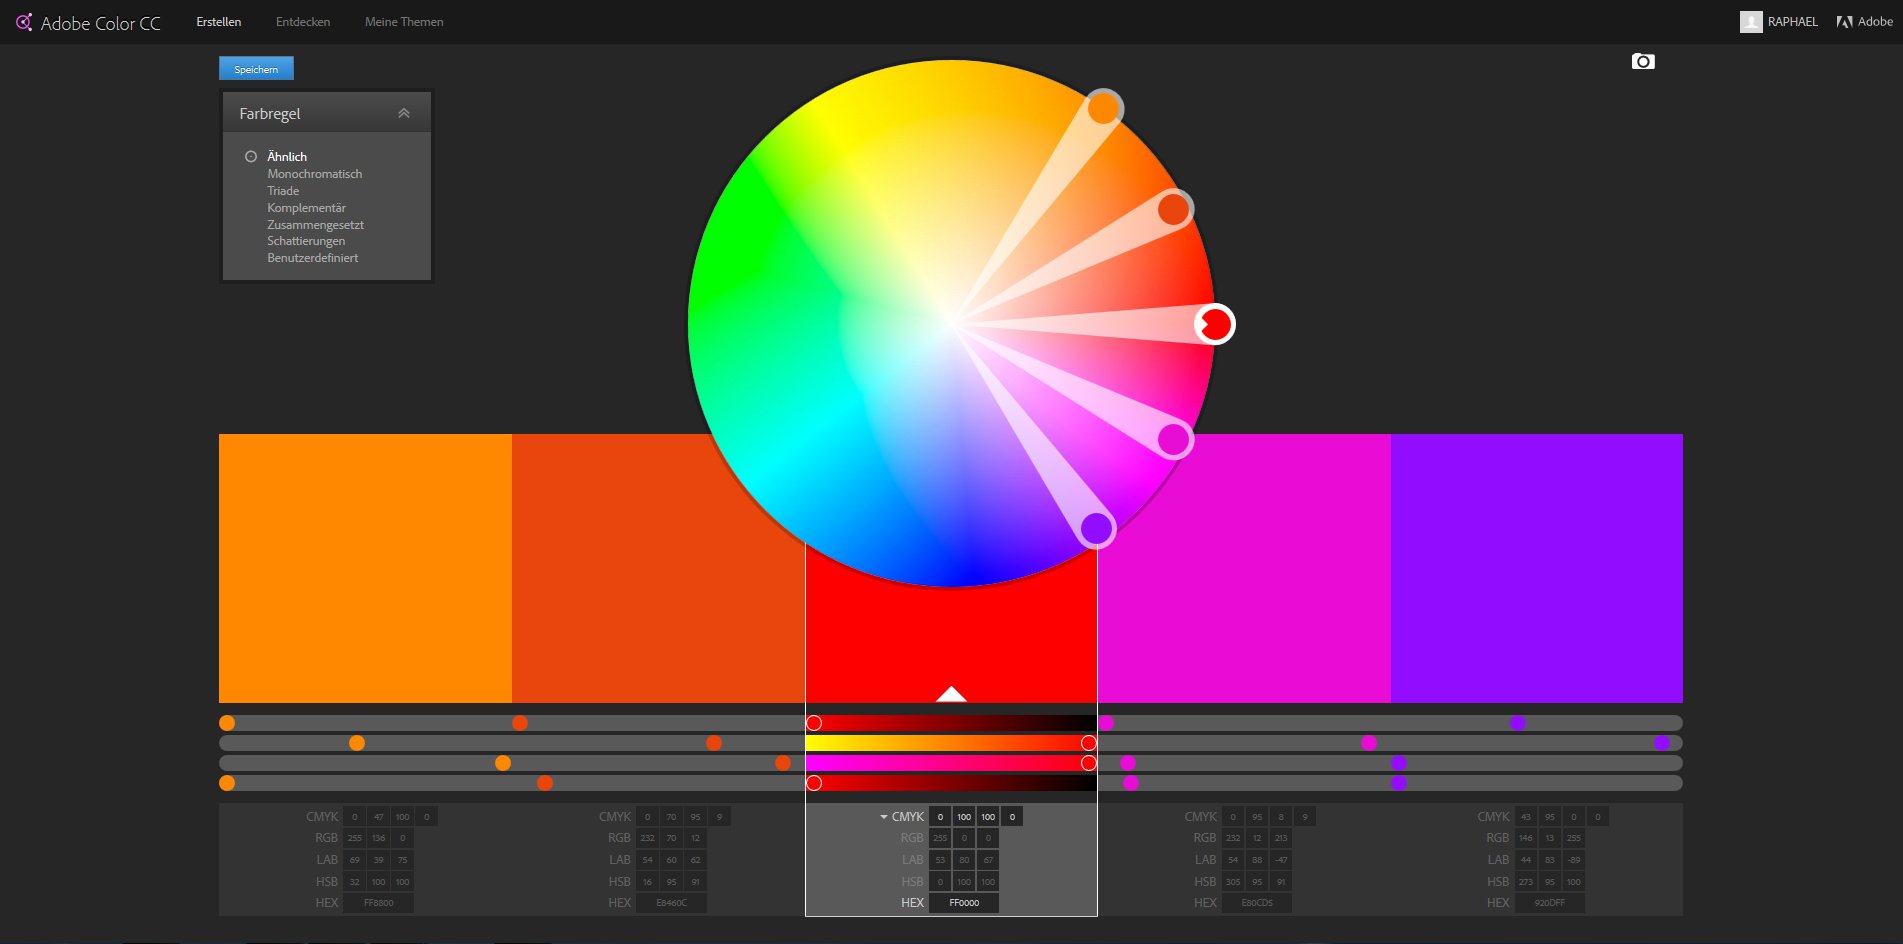 Adobe Color CC Erstellen Entdecken Meine Themen RAPHAEL Adobe
Speichern
Farbregel
Ähnlich
Monochromatisch
Triade
Komplementär
Zusammengesetzt
Schattierungen
Benutzerdefiniert
CMYK 0 47 100 0 CMYK 0 70 95 9 CMYK 0 100 100 0 CMYK 0 95 8 9 CMYK 43 95 0 0
RGB 255 136 0 RGB 232 70 12 RGB 255 0 0 RGB 232 12 213 RGB 146 13 255
LAB 69 39 75 LAB 54 60 62 LAB 53 80 67 LAB 54 88 -47 LAB 44 83 -89
HSB 32 100 100 HSB 16 95 91 HSB 0 100 100 HSB 305 95 91 HSB 273 95 100
HEX FF8800 HEX E8460C HEX FF0000 HEX E80CD5 HEX 920DFF